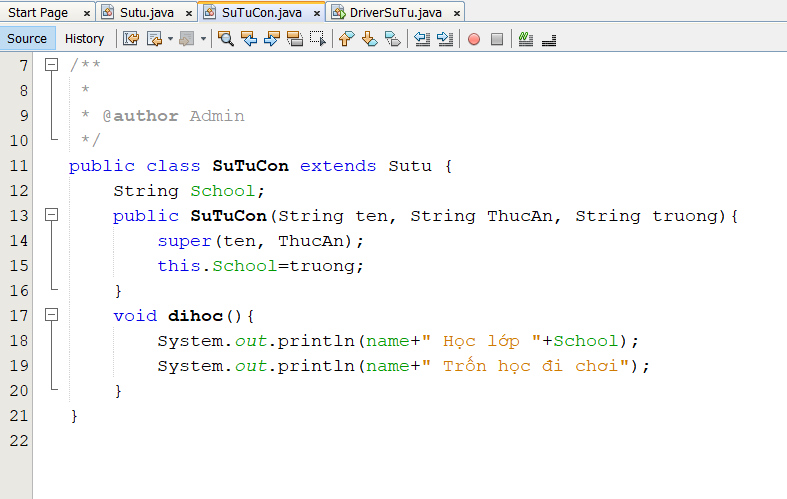 Start Page Sutu.java SuTuCon.java DriverSuTu.java
Source History
7 /**
8 *
9 * @author Admin
10 */
11 public class SuTuCon extends Sutu {
12 String School;
13 public SuTuCon(String ten, String ThucAn, String truong){
14 super(ten, ThucAn);
15 this.School=truong;
16 }
17 void dihoc(){
18 System.out.println(name+" Học lớp "+School);
19 System.out.println(name+" Trốn học đi chơi");
20 }
21 }
22